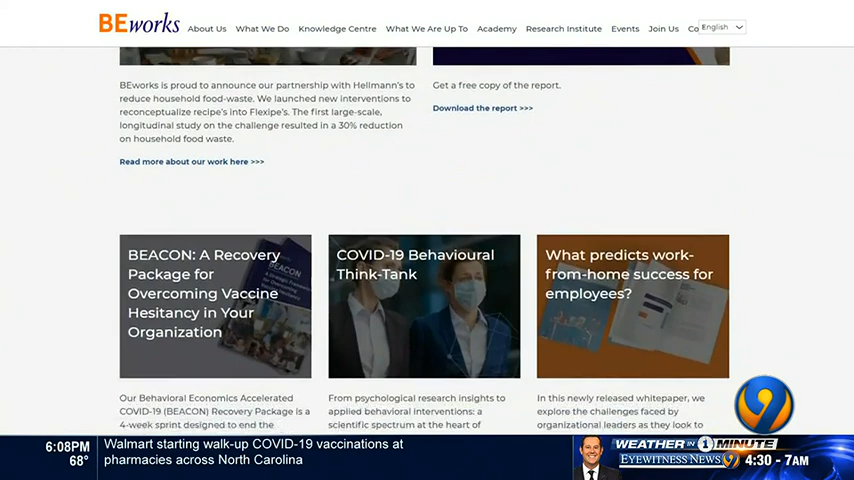 BEworks
About Us What We Do Knowledge Centre What We Are Up To Academy Research Institute Events Join Us Co English
BEworks is proud to announce our partnership with Hellmann's to
reduce household food-waste. We launched new interventions to
reconceptualize recipe's into Flexipe's. The first large-scale,
longitudinal study on the challenge resulted in a 30% reduction
on household food waste.
Read more about our work here >>>
Get a free copy of the report.
Download the report >>>
BEACON: A Recovery
Package for
Overcoming Vaccine
Hesitancy in Your
Organization
BEACON
Our Behavioral Economics Accelerated
COVID-19 (BEACON) Recovery Package is a
4-week sprint designed to end the
COVID-19 Behavioural
Think-Tank
From psychological research insights to
applied behavioral interventions: a
scientific spectrum at the heart of
What predicts work-
from-home success for
employees?
In this newly released whitepaper, we
explore the challenges faced by
organizational leaders as they look to
9
6:08PM
68°
Walmart starting walk-up COVID-19 vaccinations at
pharmacies across North Carolina
WEATHER IN 1 MINUTE
EYEWITNESS NEWS 9 4:30 - 7AM